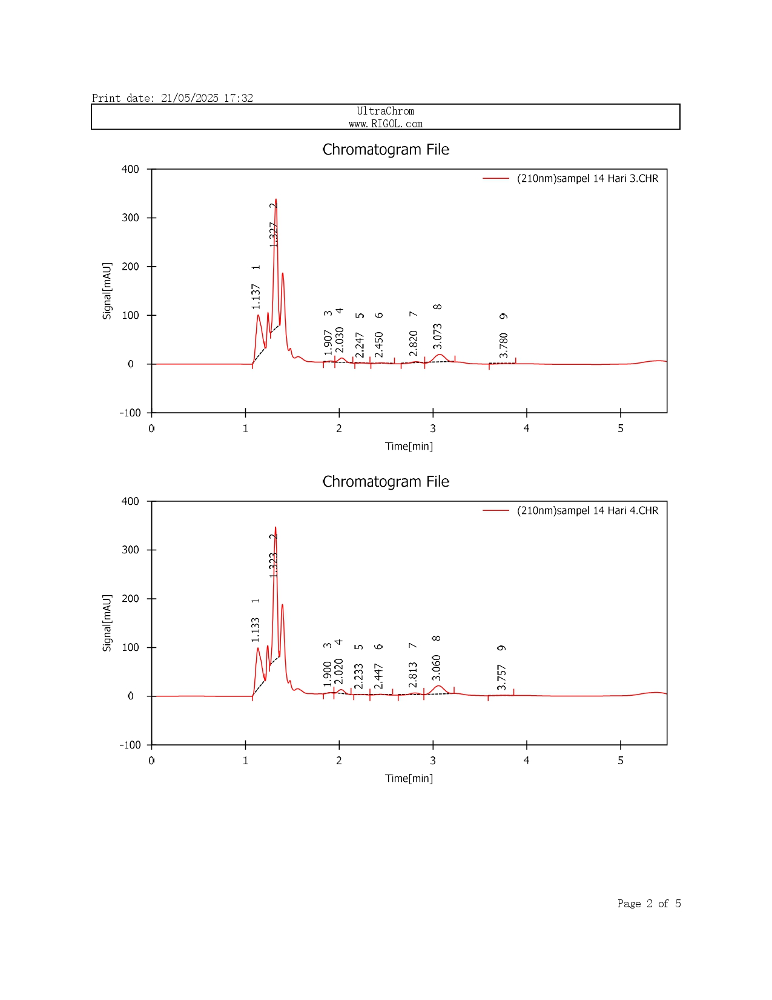 Print date: 21/05/2025 17:32
UltraChrom
www.RIGOL.com
Chromatogram File
(210nm)sampel 14 Hari 3.CHR
Signal[mAU]
400
300
200
100
0
-100
1.137 1
1.327 2
1.907 3
2.030 4
2.247 5
2.450 6
2.820 7
3.073 8
3.780 9
0 1 2 3 4 5
Time[min]
Chromatogram File
(210nm)sampel 14 Hari 4.CHR
Signal[mAU]
400
300
200
100
0
-100
1.133 1
1.323 2
1.900 3
2.020 4
2.233 5
2.447 6
2.813 7
3.060 8
3.757 9
0 1 2 3 4 5
Time[min]
Page 2 of 5